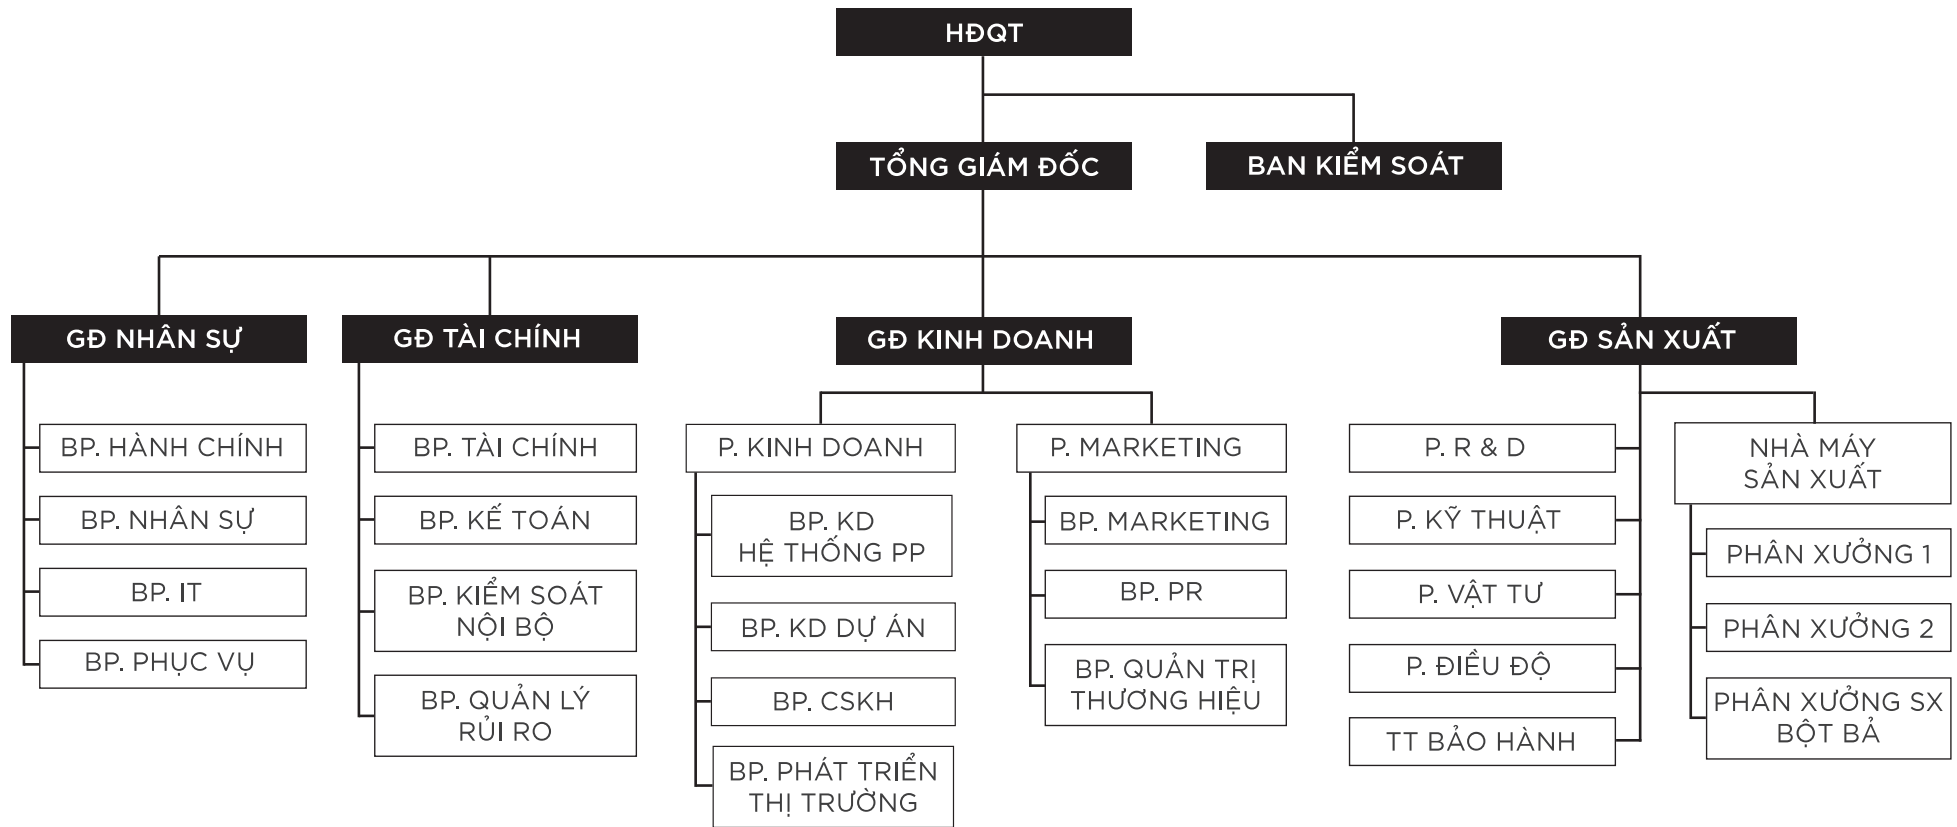 HĐQT
TỔNG GIÁM ĐỐC
BAN KIỂM SOÁT
GĐ NHÂN SỰ
BP. HÀNH CHÍNH
BP. NHÂN SỰ
BP. IT
BP. PHỤC VỤ
GĐ TÀI CHÍNH
BP. TÀI CHÍNH
BP. KẾ TOÁN
BP. KIỂM SOÁT
NỘI BỘ
BP. QUẢN LÝ
RỦI RO
GĐ KINH DOANH
P. KINH DOANH
BP. KD
HỆ THỐNG PP
BP. KD DỰ ÁN
BP. CSKH
BP. PHÁT TRIỂN
THỊ TRƯỜNG
P. MARKETING
BP. MARKETING
BP. PR
BP. QUẢN TRỊ
THƯƠNG HIỆU
GĐ SẢN XUẤT
P. R & D
P. KỸ THUẬT
P. VẬT TƯ
P. ĐIỀU ĐỘ
TT BẢO HÀNH
NHÀ MÁY
SẢN XUẤT
PHÂN XƯỞNG 1
PHÂN XƯỞNG 2
PHÂN XƯỞNG SX
BỘT BẢ